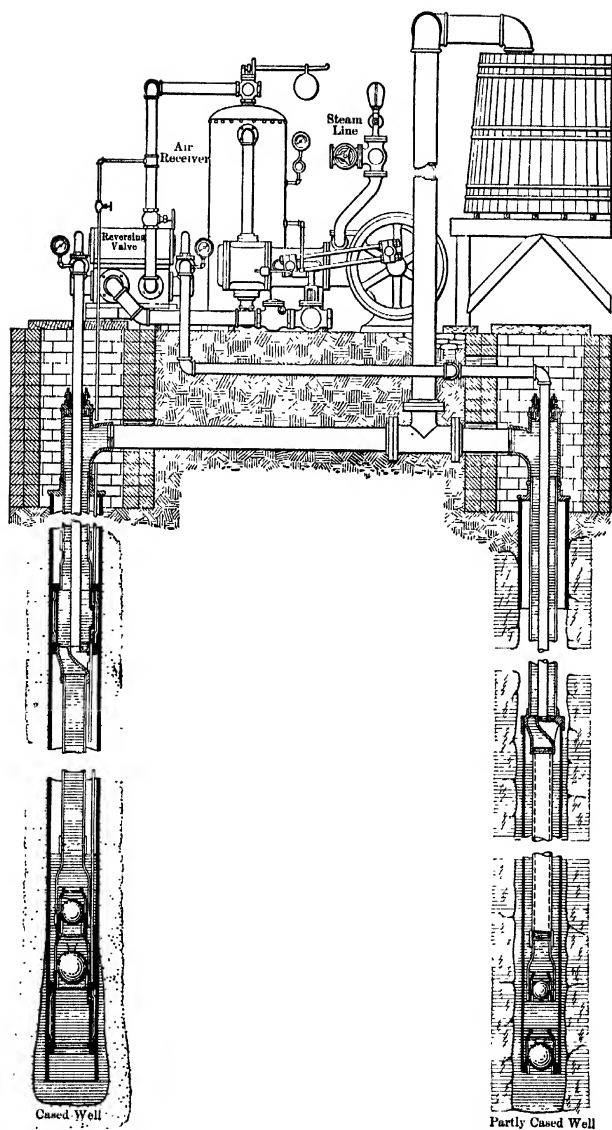 Steam
Line
Air
Receiver
Reversing
Valve
Cased Well
Partly Cased Well